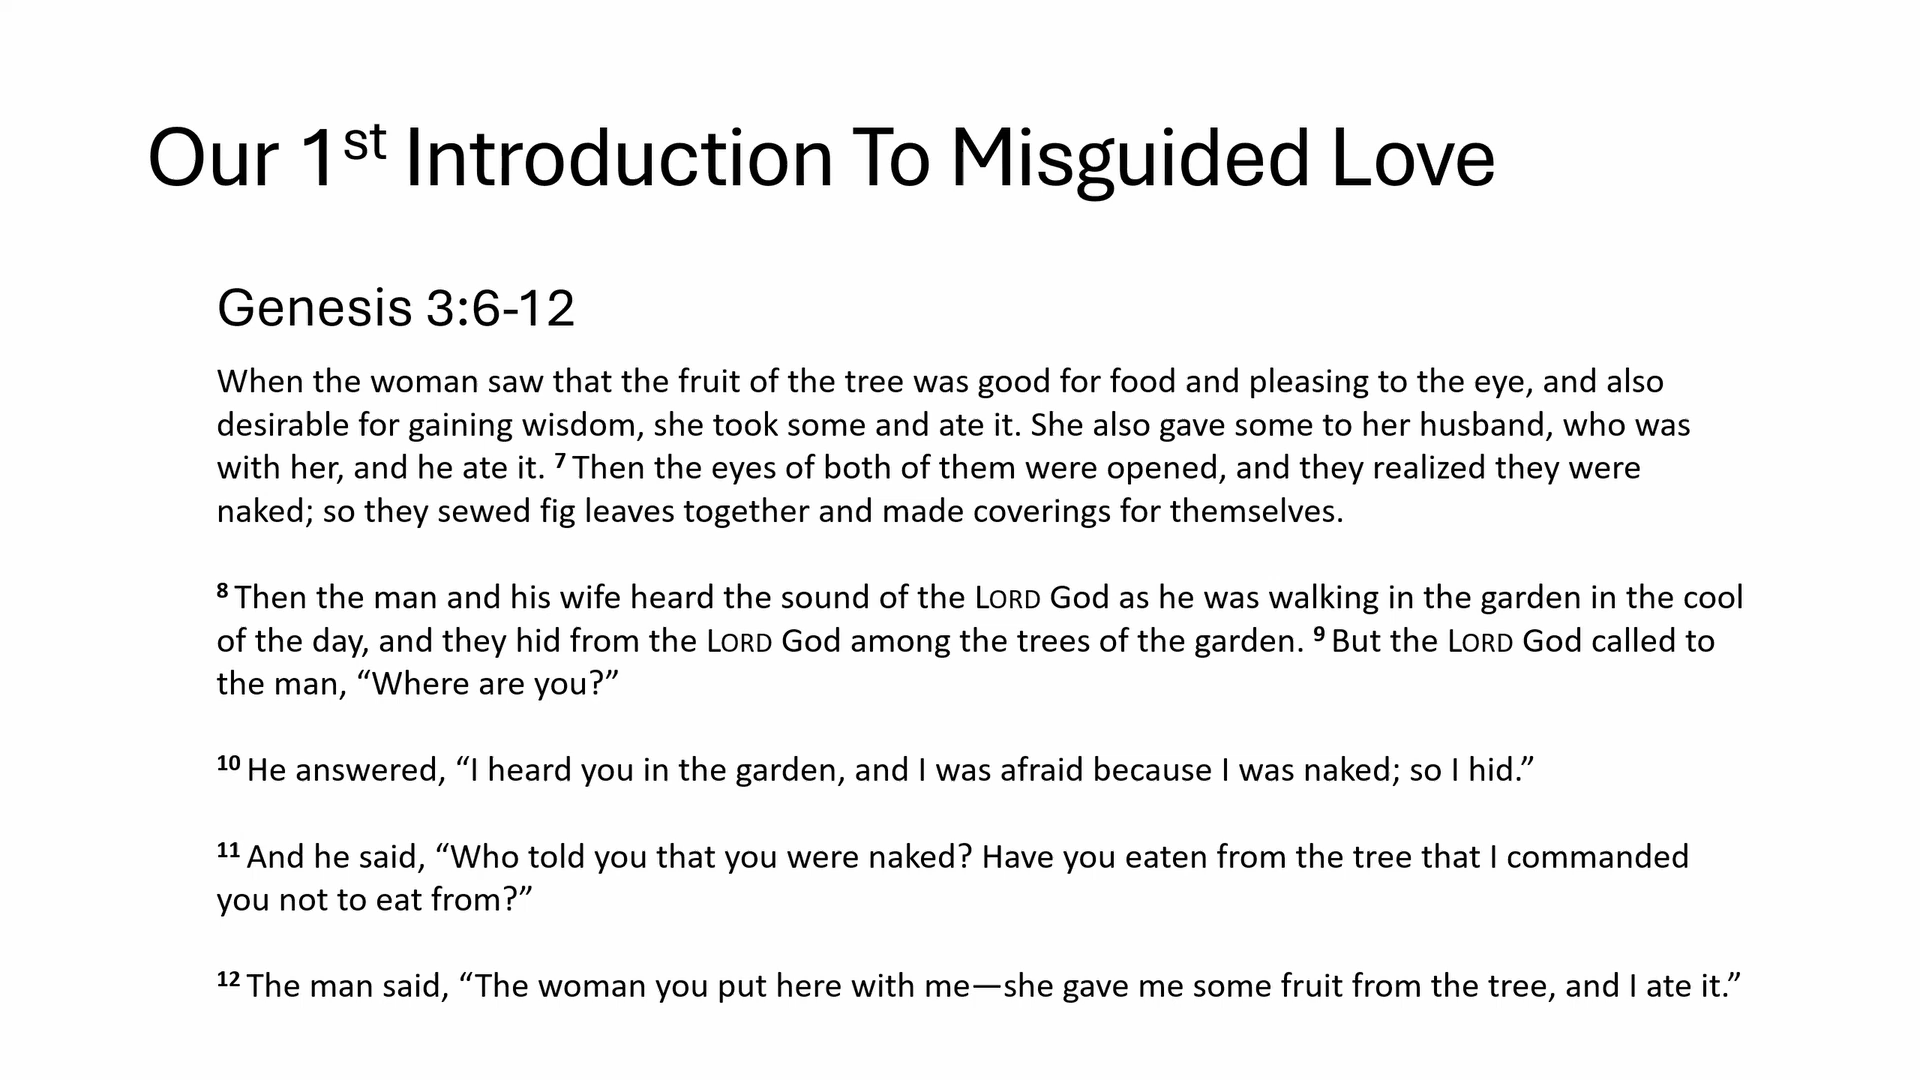 Our 1st Introduction To Misguided Love
Genesis 3:6-12
When the woman saw that the fruit of the tree was good for food and pleasing to the eye, and also
desirable for gaining wisdom, she took some and ate it. She also gave some to her husband, who was
with her, and he ate it. 7 Then the eyes of both of them were opened, and they realized they were
naked; so they sewed fig leaves together and made coverings for themselves.
8 Then the man and his wife heard the sound of the LORD God as he was walking in the garden in the cool
of the day, and they hid from the LORD God among the trees of the garden. 9 But the LORD God called to
the man, “Where are you?”
10 He answered, “I heard you in the garden, and I was afraid because I was naked; so I hid.”
11 And he said, “Who told you that you were naked? Have you eaten from the tree that I commanded
you not to eat from?”
12 The man said, “The woman you put here with me—she gave me some fruit from the tree, and I ate it.”